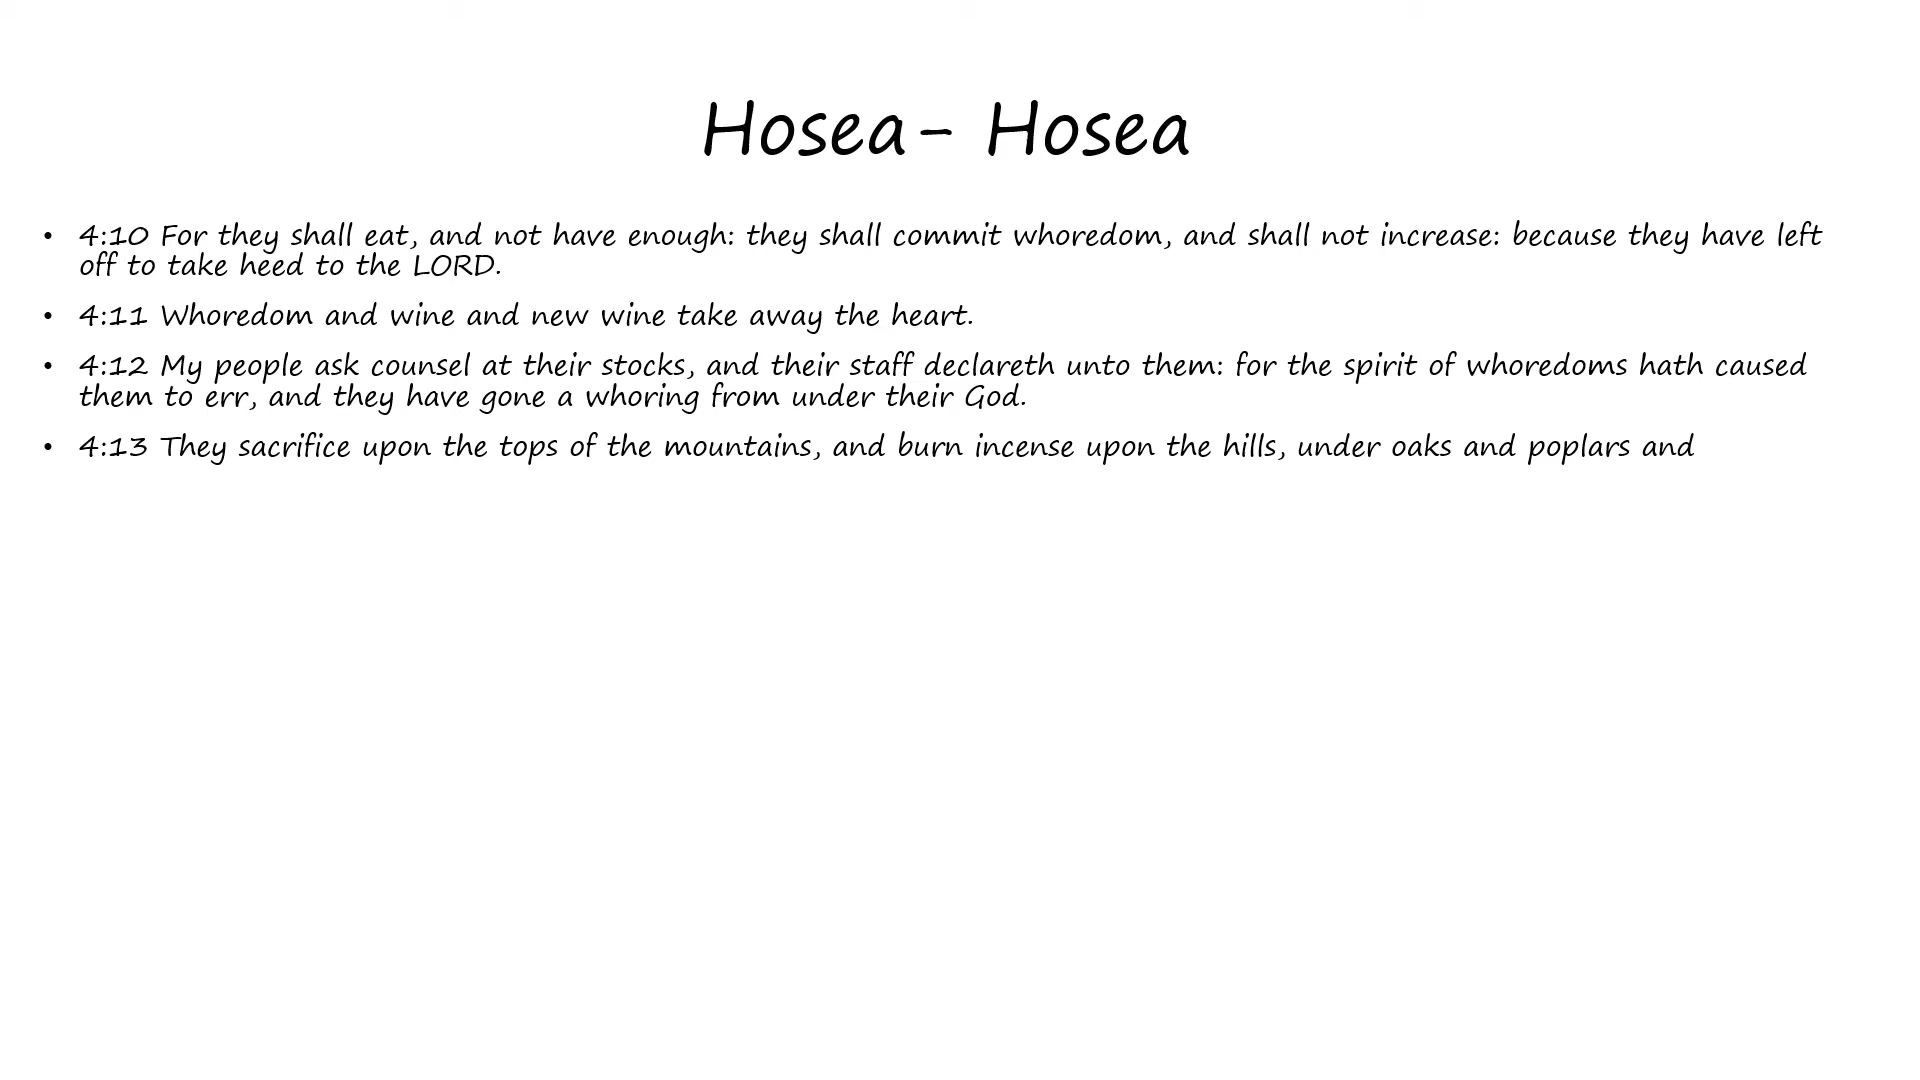 Hosea- Hosea
• 4:10 For they shall eat, and not have enough: they shall commit whoredom, and shall not increase: because they have left
off to take heed to the LORD.
• 4:11 Whoredom and wine and new wine take away the heart.
• 4:12 My people ask counsel at their stocks, and their staff declareth unto them: for the spirit of whoredoms hath caused
them to err, and they have gone a whoring from under their God.
• 4:13 They sacrifice upon the tops of the mountains, and burn incense upon the hills, under oaks and poplars and